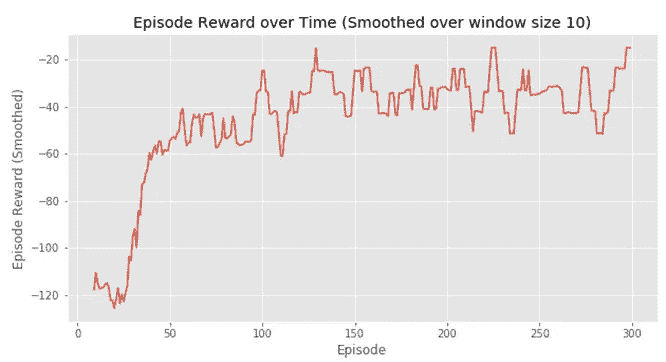 Episode Reward over Time (Smoothed over window size 10)
Episode Reward (Smoothed)
−20
−40
−60
−80
−100
−120
0 50 100 150 200 250 300
Episode